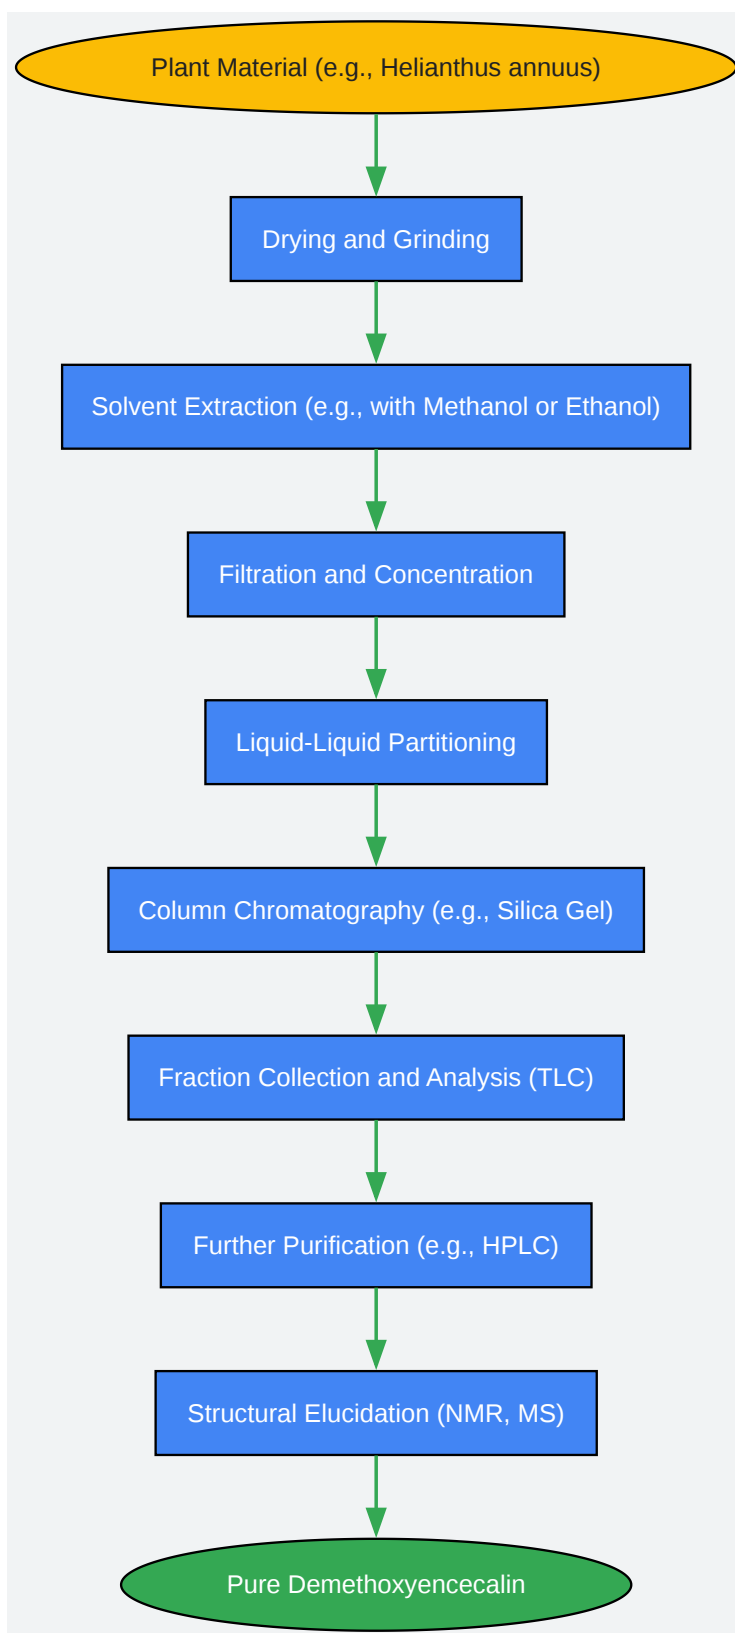 Plant Material (e.g., Helianthus annuus)
Drying and Grinding
Solvent Extraction (e.g., with Methanol or Ethanol)
Filtration and Concentration
Liquid-Liquid Partitioning
Column Chromatography (e.g., Silica Gel)
Fraction Collection and Analysis (TLC)
Further Purification (e.g., HPLC)
Structural Elucidation (NMR, MS)
Pure Demethoxyencecalin